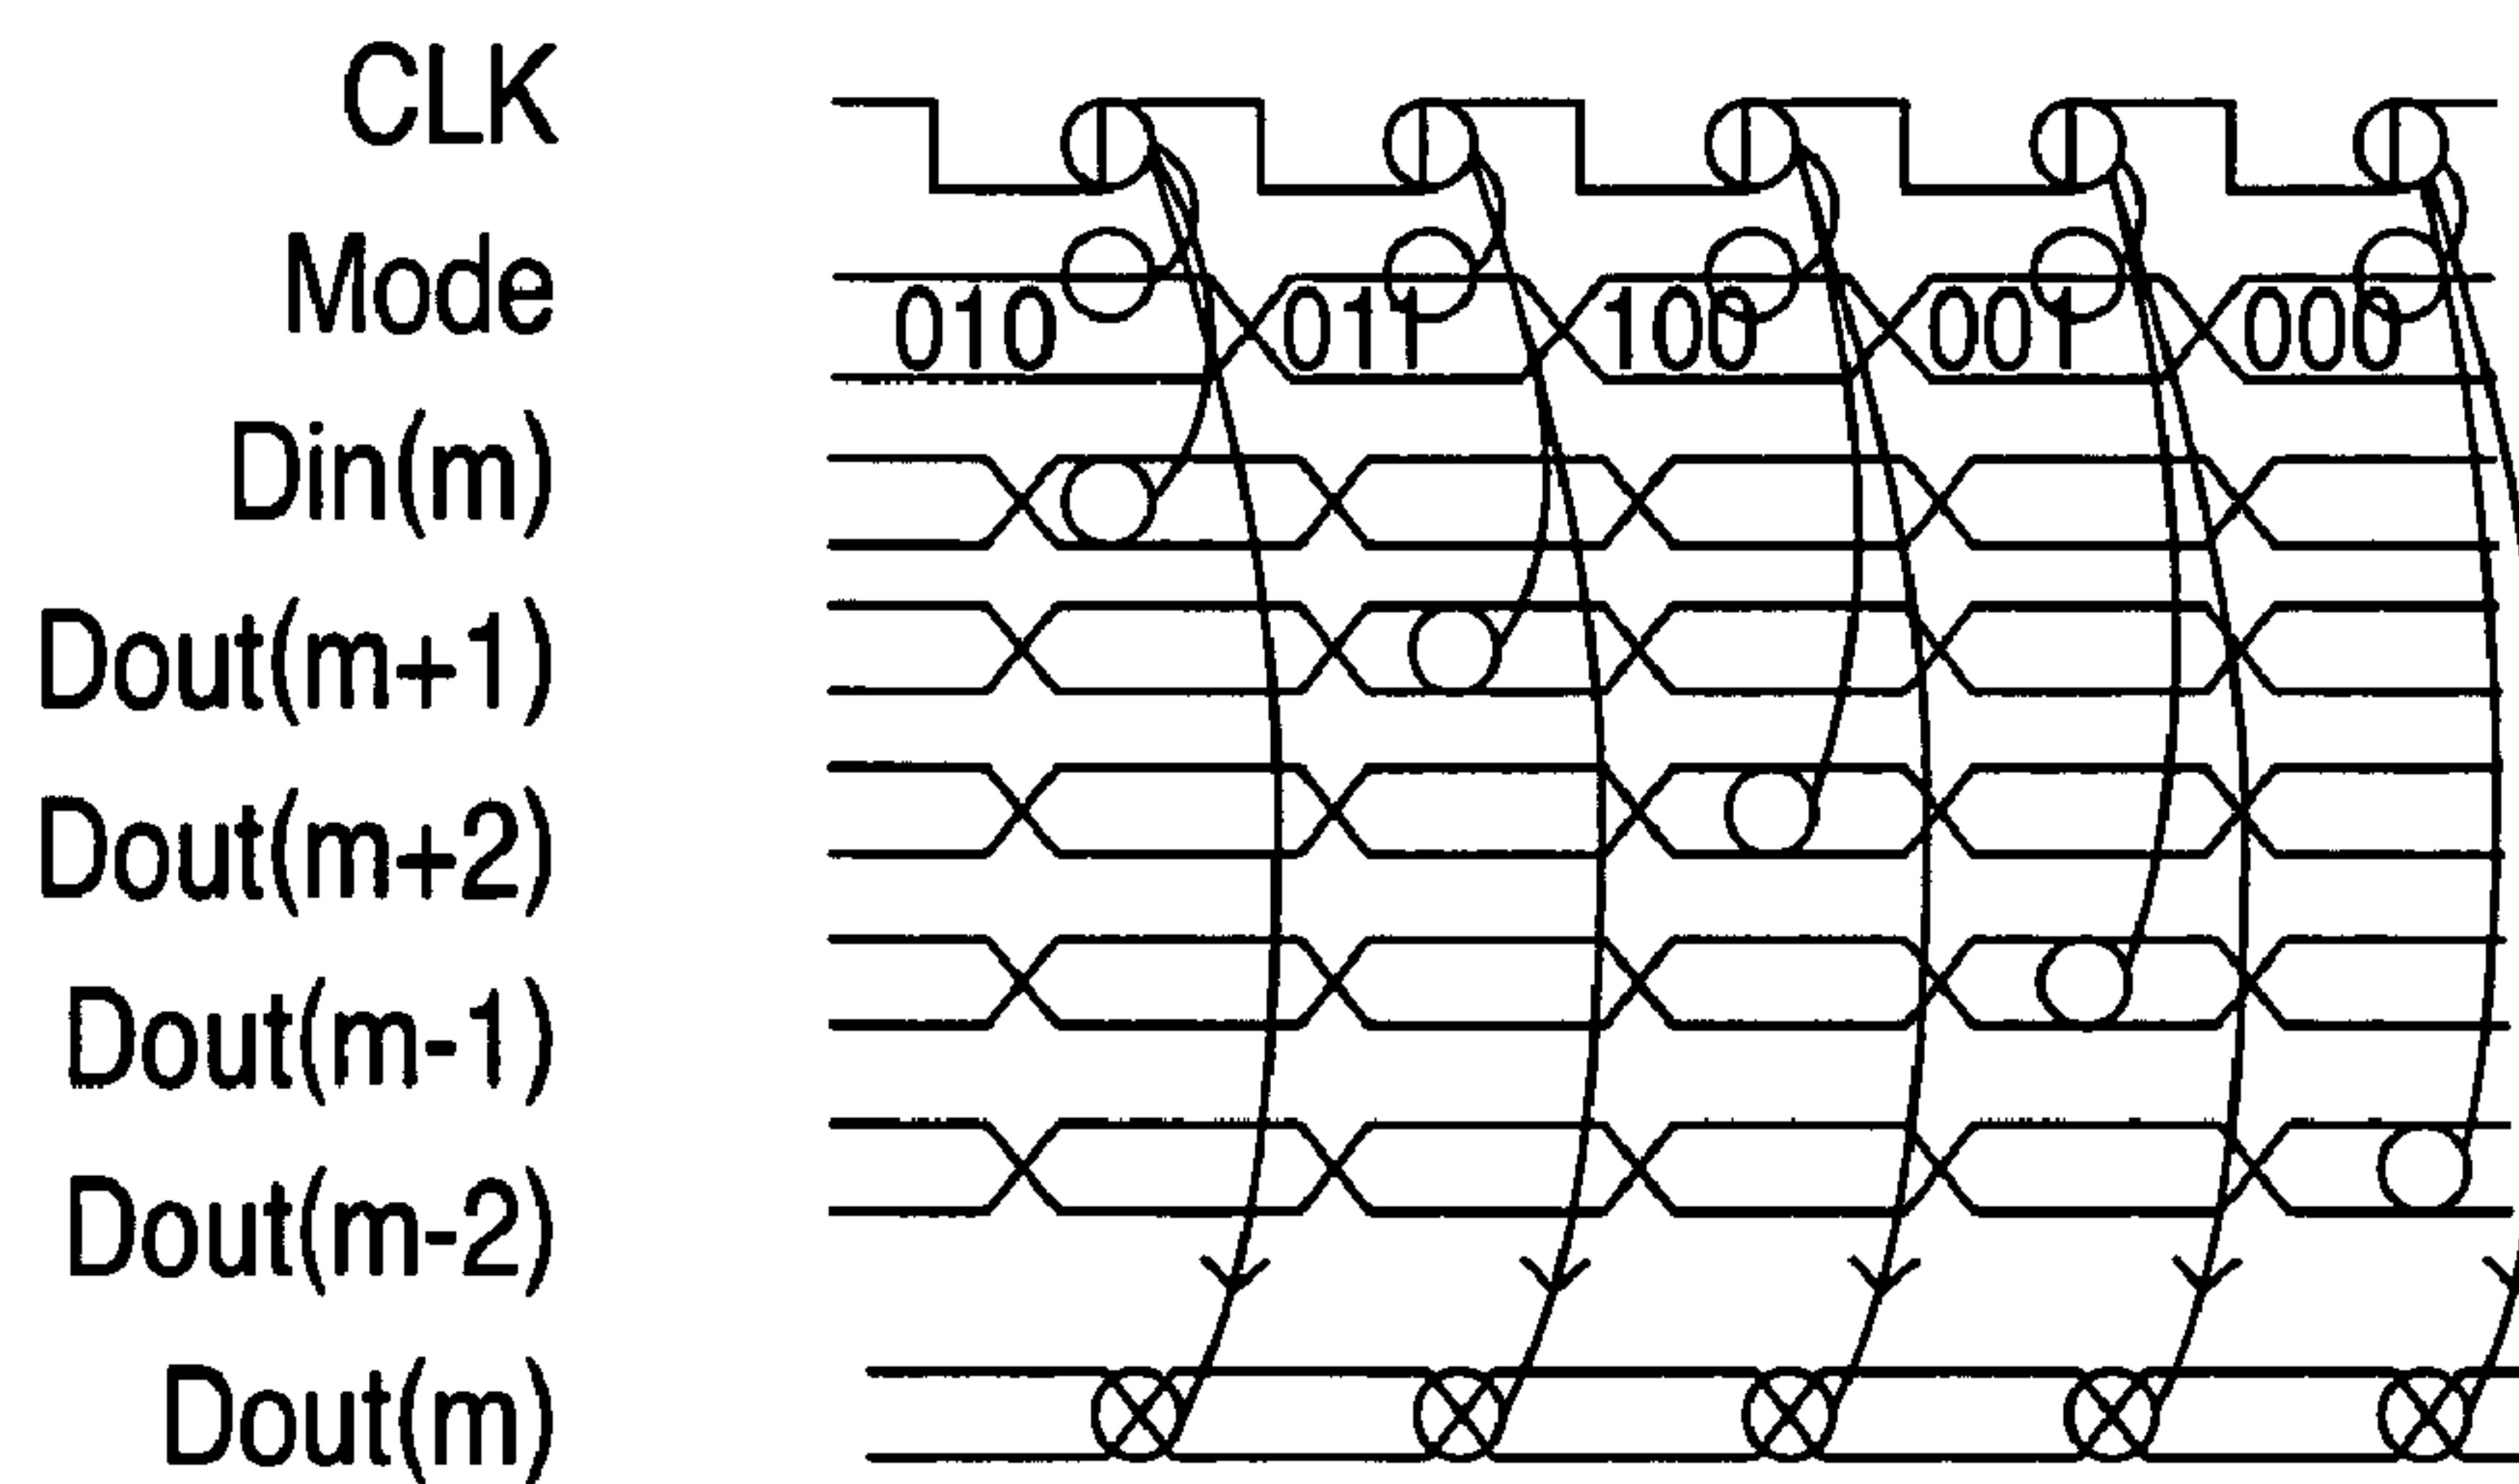 CLK
Mode
010 011 100 001 000
Din(m)
Dout(m+1)
Dout(m+2)
Dout(m-1)
Dout(m-2)
Dout(m)